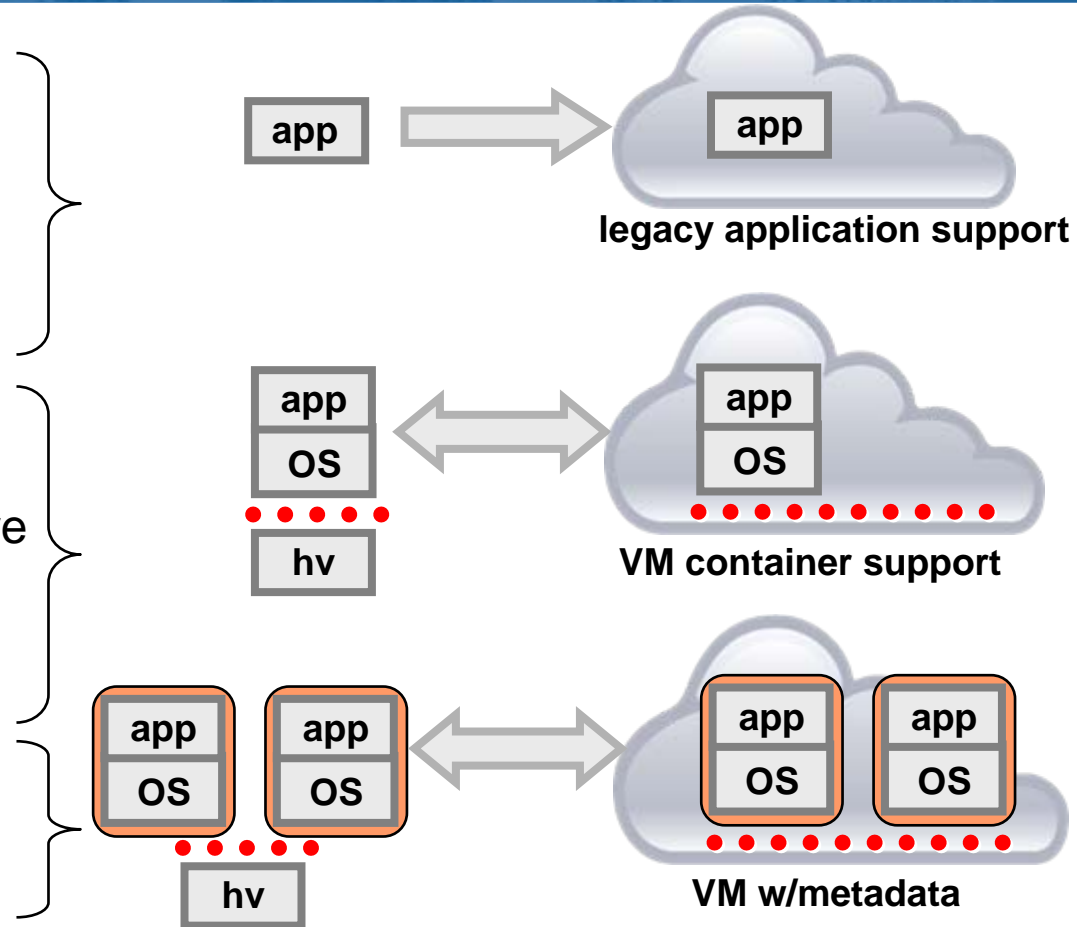 app
app
legacy application support
app
OS
hv
app
OS
VM container support
app
OS
app
OS
hv
app
OS
app
OS
VM w/metadata